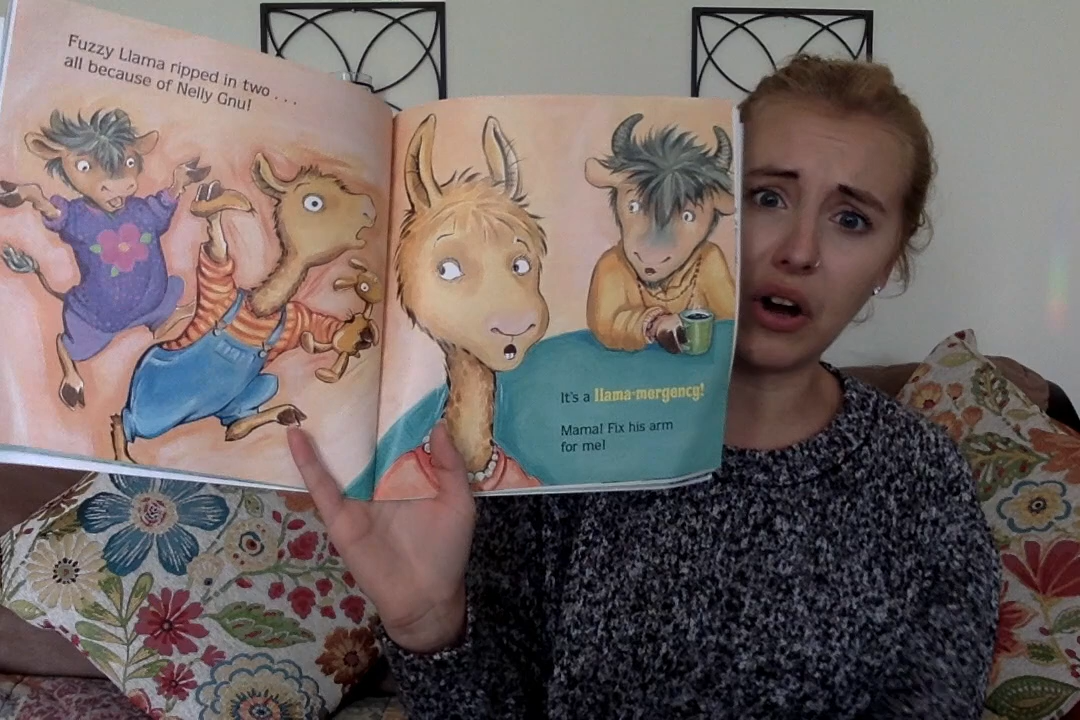 Fuzzy Llama ripped in two . . .
all because of Nelly Gnu!
It's a llama-mergency!
Mama! Fix his arm
for me!